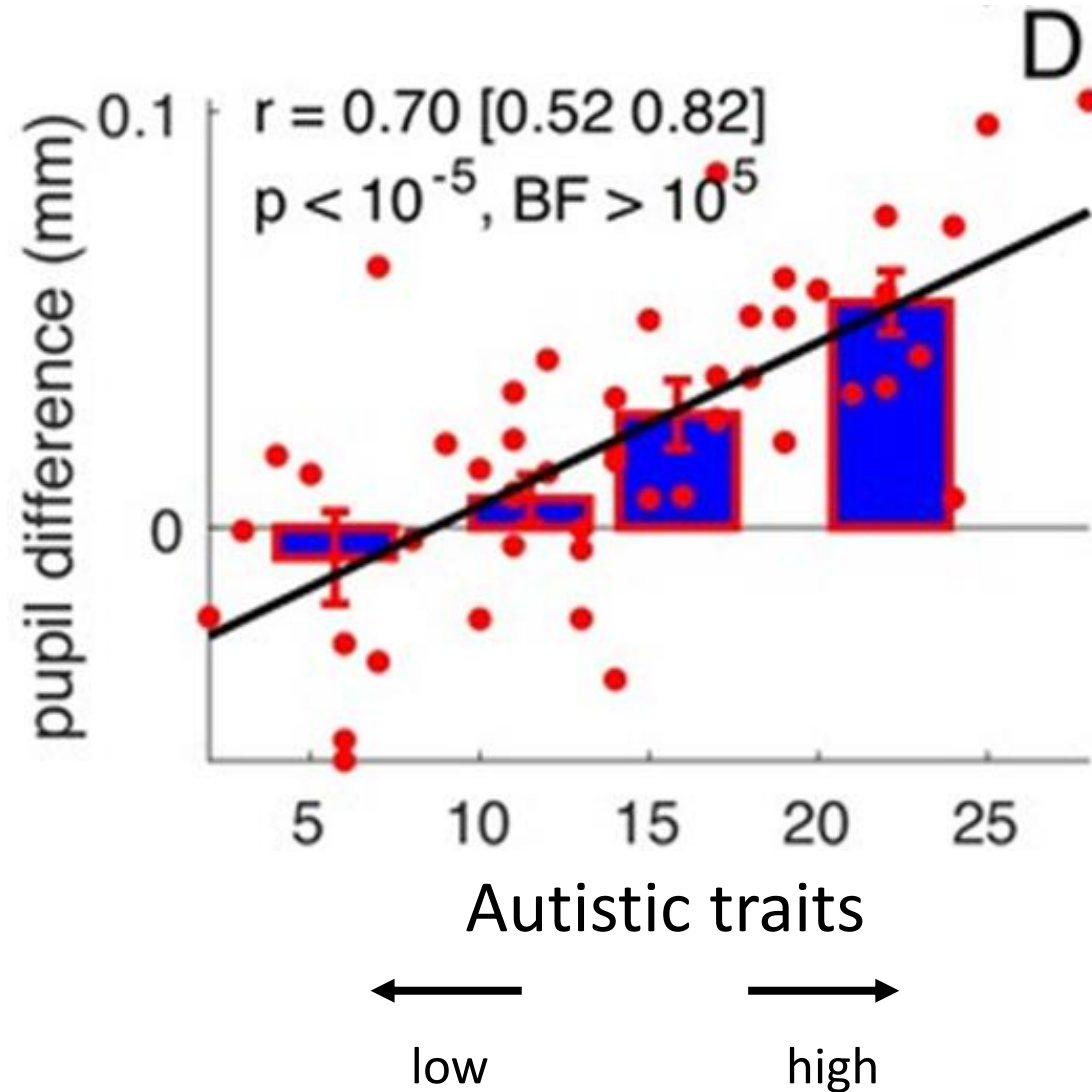 D
0.1
r = 0.70 [0.52 0.82]
p < 10⁻⁵, BF > 10⁵
pupil difference (mm)
0
5 10 15 20 25
Autistic traits
low high